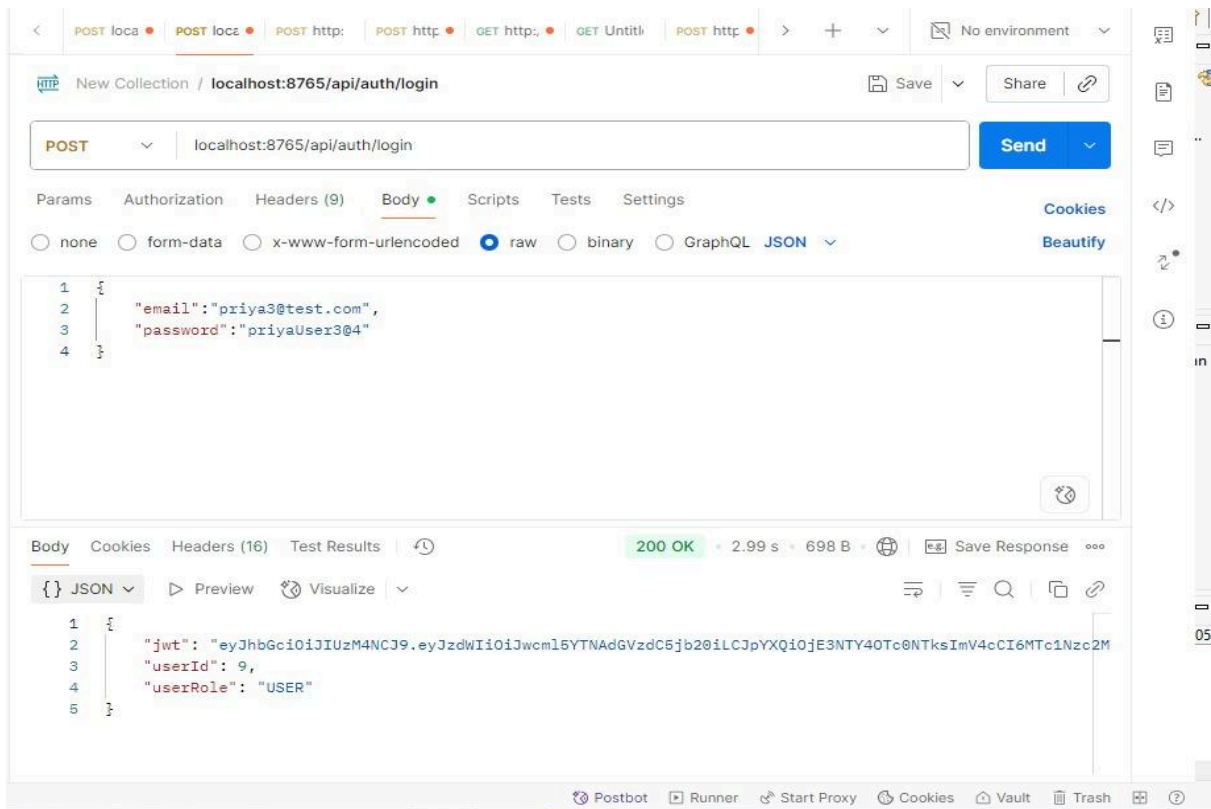 POST loca POST loca POST http: POST http GET http:, GET Untitl POST http No environment
HTTP New Collection / localhost:8765/api/auth/login Save Share
POST localhost:8765/api/auth/login Send
Params Authorization Headers (9) Body Scripts Tests Settings Cookies
none form-data x-www-form-urlencoded raw binary GraphQL JSON Beautify
1 {
2 "email":"priya3@test.com",
3 "password":"priyaUser3@4"
4 }
Body Cookies Headers (16) Test Results 200 OK 2.99 s 698 B e.g. Save Response
{} JSON Preview Visualize
1 {
2 "jwt": "eyJhbGciOiJIUzM4NCJ9.eyJzdWIiOiJwcml5YTNAdGVzdC5jb20iLCJpYXQiOjE3NTY4OTc0NTksImV4cCI6MTc1Nzc2M
3 "userId": 9,
4 "userRole": "USER"
5 }
Postbot Runner Start Proxy Cookies Vault Trash